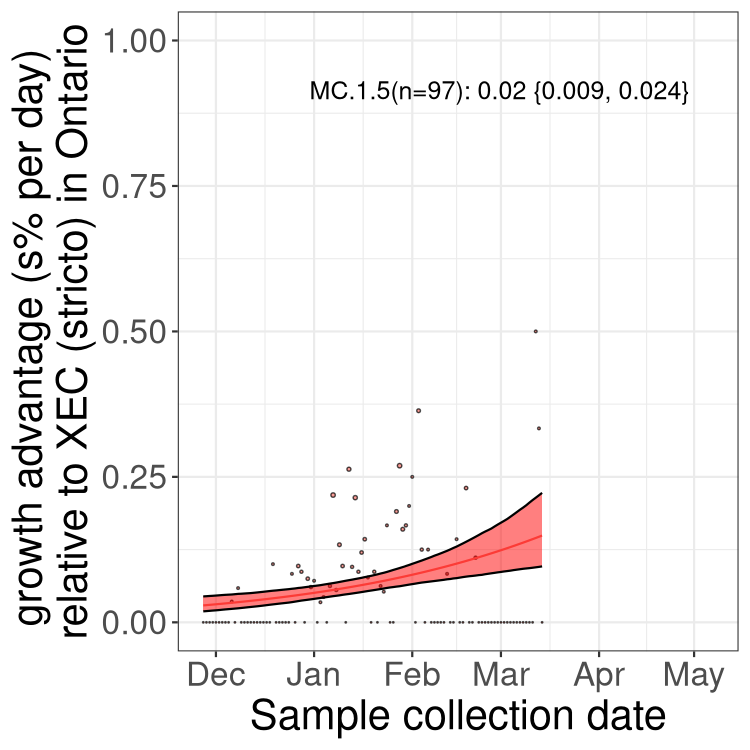 growth advantage (s% per day)
relative to XEC (stricto) in Ontario
1.00
0.75
0.50
0.25
0.00
MC.1.5(n=97): 0.02 {0.009, 0.024}
Dec Jan Feb Mar Apr May
Sample collection date